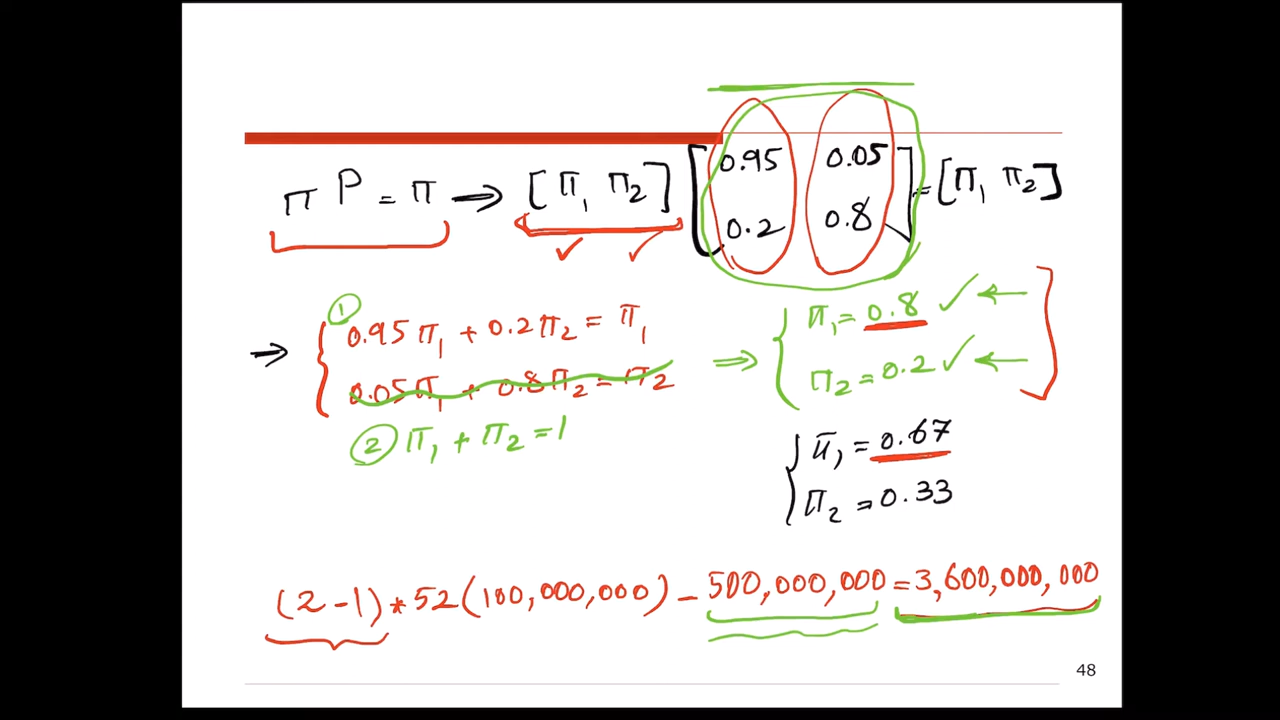 π P = π ⇒ [π₁ π₂] [0.95 0.05
0.2 0.8] = [π₁ π₂]
⇒ { ① 0.95π₁ + 0.2π₂ = π₁
0.05π₁ + 0.8π₂ = π₂
② π₁ + π₂ = 1
⇒ { π₁ = 0.8 ✓ ←
π₂ = 0.2 ✓ ←
{ π₁ = 0.67
π₂ = 0.33
(2-1)*52(100,000,000) - 500,000,000 = 3,600,000,000
48